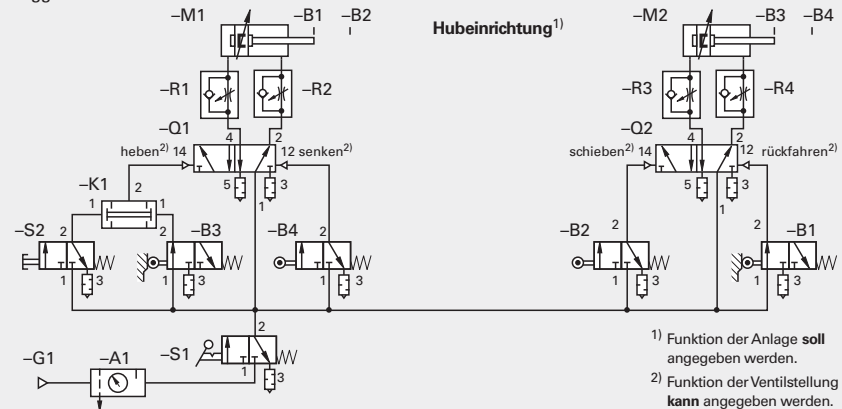 –M1 –B1 –B2 Hubeinrichtung1) –M2 –B3 –B4
–R1 –R2 –R3 –R4
–Q1 4 2 –Q2 4 2
heben2) 14 12 senken2) schieben2) 14 12 rückfahren2)
5 3 5 3
1 1
–K1 2
1 1
–S2 2 2 –B3 2 –B4 –B2 2 2 –B1
1 3 1 3 1 3 1 3 1 3
2
–G1 –A1 –S1
1 3
1) Funktion der Anlage soll
angegeben werden.
2) Funktion der Ventilstellung
kann angegeben werden.